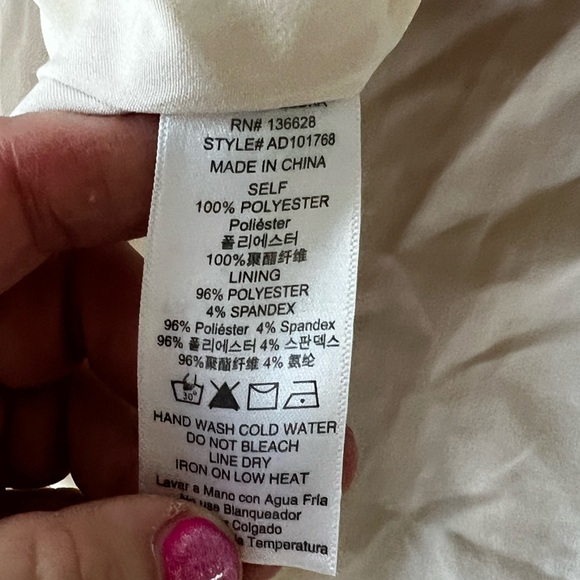 RN# 136628
STYLE# AD101768
MADE IN CHINA
SELF
100% POLYESTER
Poliéster
폴리에스터
100%聚酯纤维
LINING
96% POLYESTER
4% SPANDEX
96% Poliéster 4% Spandex
96% 폴리에스터 4% 스판덱스
96%聚酯纤维 4% 氨纶
30°
HAND WASH COLD WATER
DO NOT BLEACH
LINE DRY
IRON ON LOW HEAT
Lavar a Mano con Agua Fría
No use Blanqueador
Colgado
Temperatura